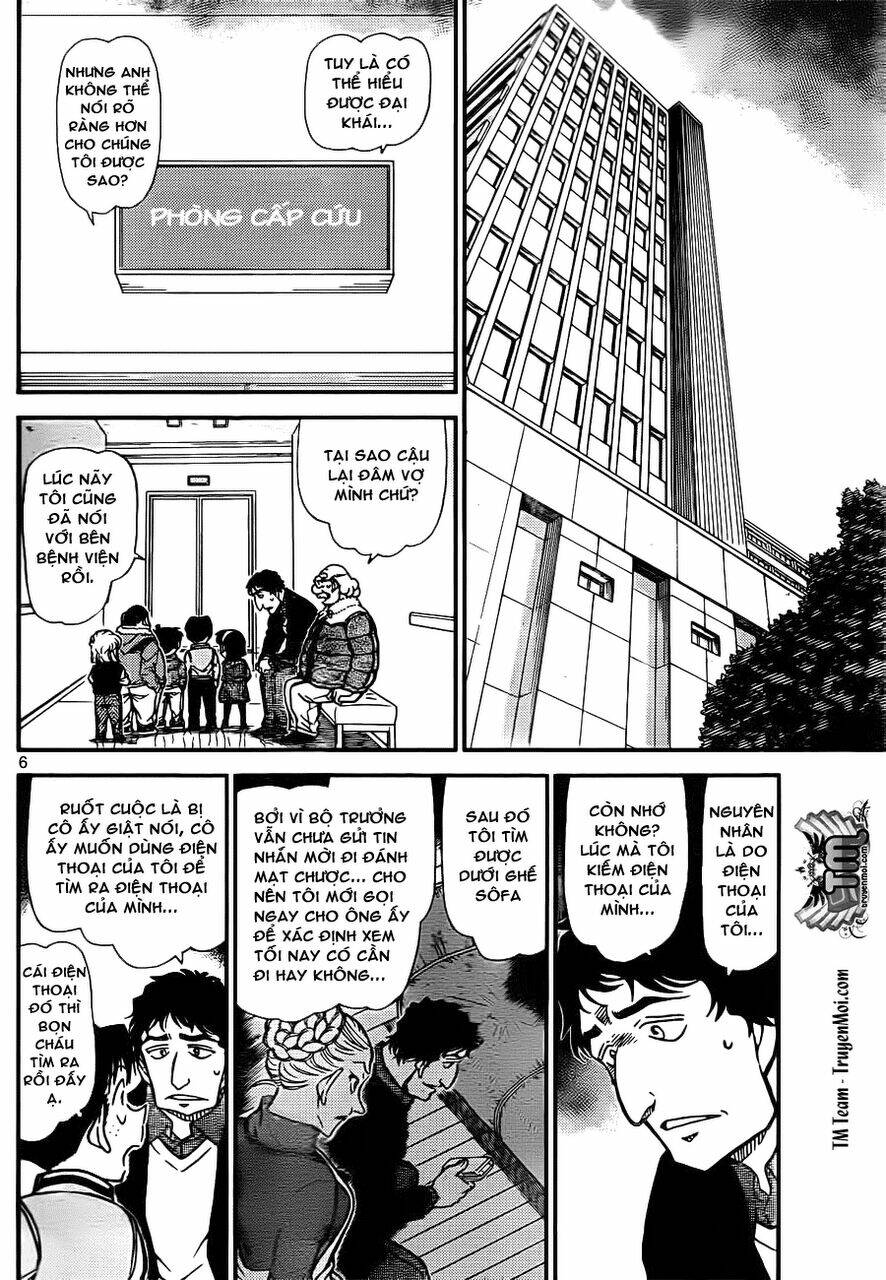 TUY LÀ CÓ
THỂ HIỂU
ĐƯỢC ĐẠI
KHÁI...
NHƯNG ANH
KHÔNG THỂ
NÓI RÕ
RÀNG HƠN
CHO CHÚNG
TÔI ĐƯỢC
SAO?
PHÒNG CẤP CỨU
TẠI SAO CẬU
LẠI ĐÂM VỢ
MÌNH CHỨ?
LÚC NÃY
TÔI CŨNG
ĐÃ NÓI
VỚI BÊN
BỆNH VIỆN
RỒI.
6
NGUYÊN
NHÂN LÀ DO
ĐIỆN
THOẠI CỦA
TÔI...
CÒN NHỚ
KHÔNG?
LÚC MÀ TÔI
KIẾM ĐIỆN
THOẠI CỦA
MÌNH...
SAU ĐÓ
TÔI TÌM
ĐƯỢC
DƯỚI GHẾ
SÔFA
BỞI VÌ BỘ TRƯỞNG
VẪN CHƯA GỬI TIN
NHẮN MỜI ĐI ĐÁNH
MẠT CHƯỢC... CHO
NÊN TÔI MỚI GỌI
NGAY CHO ÔNG ẤY
ĐỂ XÁC ĐỊNH XEM
TỐI NAY CÓ CẦN
ĐI HAY KHÔNG...
RUỐT CUỘC LÀ BỊ
CÔ ẤY GIẬT NÓI, CÔ
ẤY MUỐN DÙNG ĐIỆN
THOẠI CỦA TÔI ĐỂ
TÌM RA ĐIỆN THOẠI
CỦA MÌNH...
CÁI ĐIỆN
THOẠI
ĐÓ THÌ
BỌN
CHÁU
TÌM RA
RỒI ĐẤY
Ạ.
TM
truyenmoi.com
TM Team - TruyenMoi.com